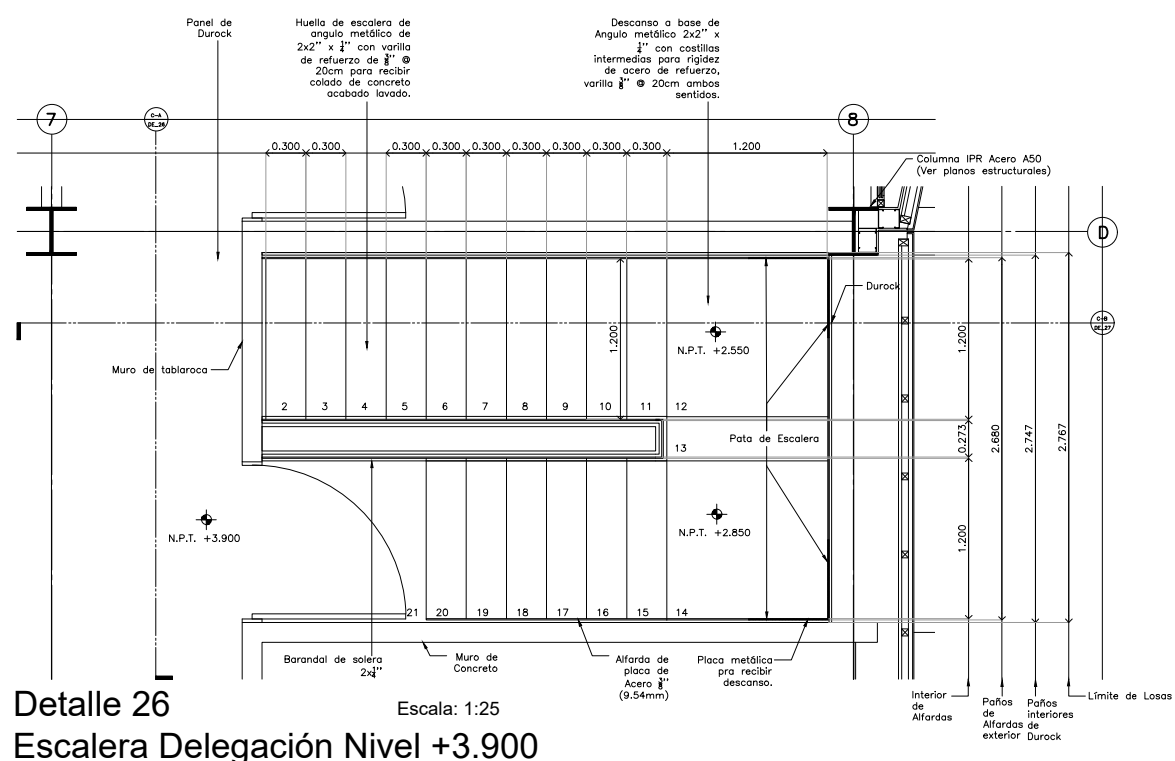 Panel de
Durock
Huella de escalera de
angulo metálico de
2x2'' x 1/4'' con varilla
de refuerzo de 3/8'' @
20cm para recibir
colado de concreto
acabado lavado.
Descanso a base de
Angulo metálico 2x2'' x
1/4'' con costillas
intermedias para rigidez
de acero de refuerzo,
varilla 3/8'' @ 20cm ambos
sentidos.
7
C-A
DE_26
8
0.300 0.300 0.300 0.300 0.300 0.300 0.300 0.300 0.300 1.200
Columna IPR Acero A50
(Ver planos estructurales)
D
Durock
C-B
DE_27
1.200
N.P.T. +2.550
1.200
Muro de tablaroca
2 3 4 5 6 7 8 9 10 11 12
13
Pata de Escalera
0.273
2.680
2.747
2.767
N.P.T. +3.900
N.P.T. +2.850
1.200
21 20 19 18 17 16 15 14
Barandal de solera
2x1/4''
Muro de
Concreto
Alfarda de
placa de
Acero 3/8''
(9.54mm)
Placa metálica
pra recibir
descanso.
Interior
de
Alfardas
Paños
de
Alfardas
exterior
Paños
interiores
de
Durock
Límite de Losas
Detalle 26
Escala: 1:25
Escalera Delegación Nivel +3.900